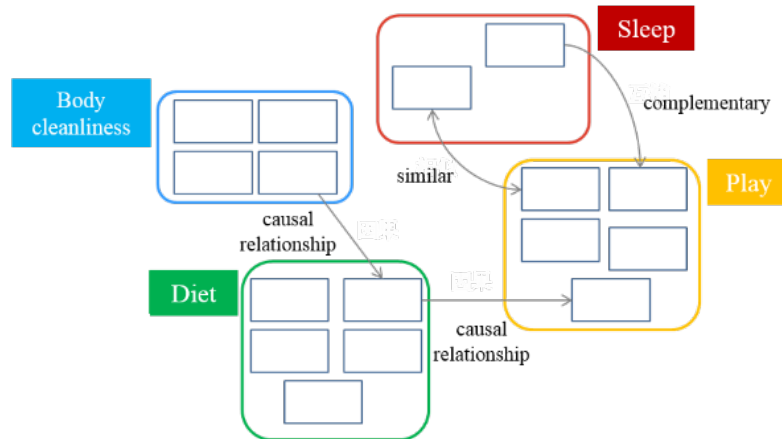 Sleep
Body
cleanliness
complementary
similar
Play
causal
relationship
Diet
causal
relationship